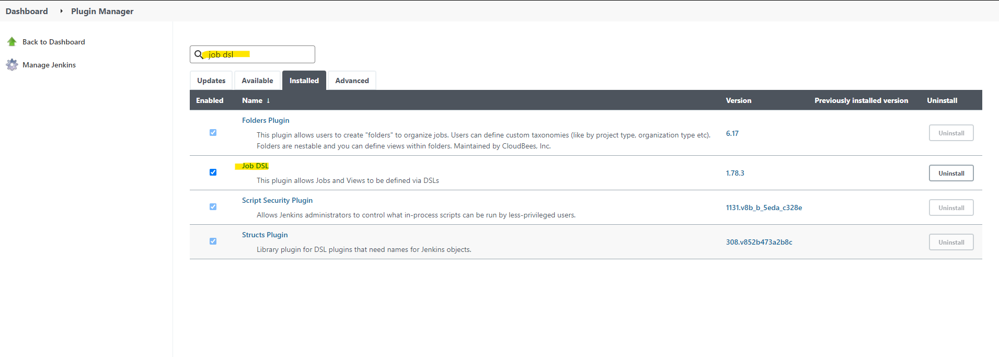 Dashboard Plugin Manager
Back to Dashboard
Manage Jenkins
job dsl
Updates Available Installed Advanced
Enabled Name ↓ Version Previously installed version Uninstall
Folders Plugin
This plugin allows users to create "folders" to organize jobs. Users can define custom taxonomies (like by project type, organization type etc).
Folders are nestable and you can define views within folders. Maintained by CloudBees, Inc.
6.17 Uninstall
Job DSL
This plugin allows Jobs and Views to be defined via DSLs
1.78.3 Uninstall
Script Security Plugin
Allows Jenkins administrators to control what in-process scripts can be run by less-privileged users.
1131.v8b_b_5eda_c328e Uninstall
Structs Plugin
Library plugin for DSL plugins that need names for Jenkins objects.
308.v852b473a2b8c Uninstall